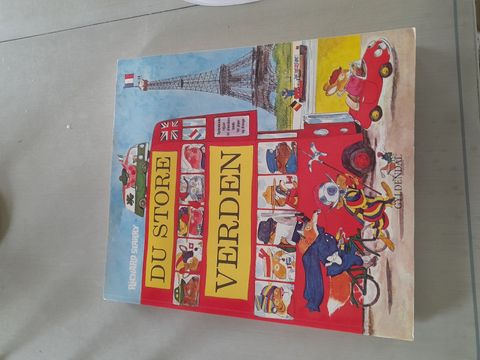 RICHARD SCARRY
DU STORE
VERDEN
GYLDENDAL